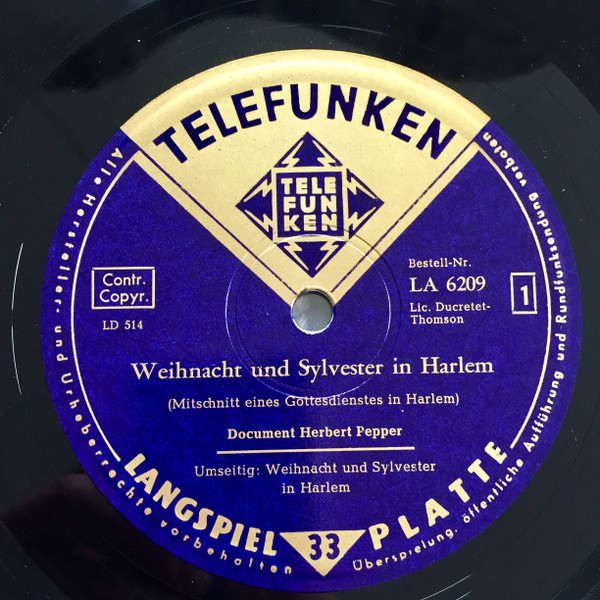 TELEFUNKEN
TELE
FUN
KEN
Contr.
Copyr.
LD 514
Bestell-Nr.
LA 6209
Lic. Ducretet-
Thomson
1
Weihnacht und Sylvester in Harlem
(Mitschnitt eines Gottesdienstes in Harlem)
Document Herbert Pepper
Umseitig: Weihnacht und Sylvester
in Harlem
LANGSPIEL 33 PLATTE
Alle Hersteller- und Urheberrechte vorbehalten
Überspielung, öffentliche Aufführung und Rundfunksendung verboten